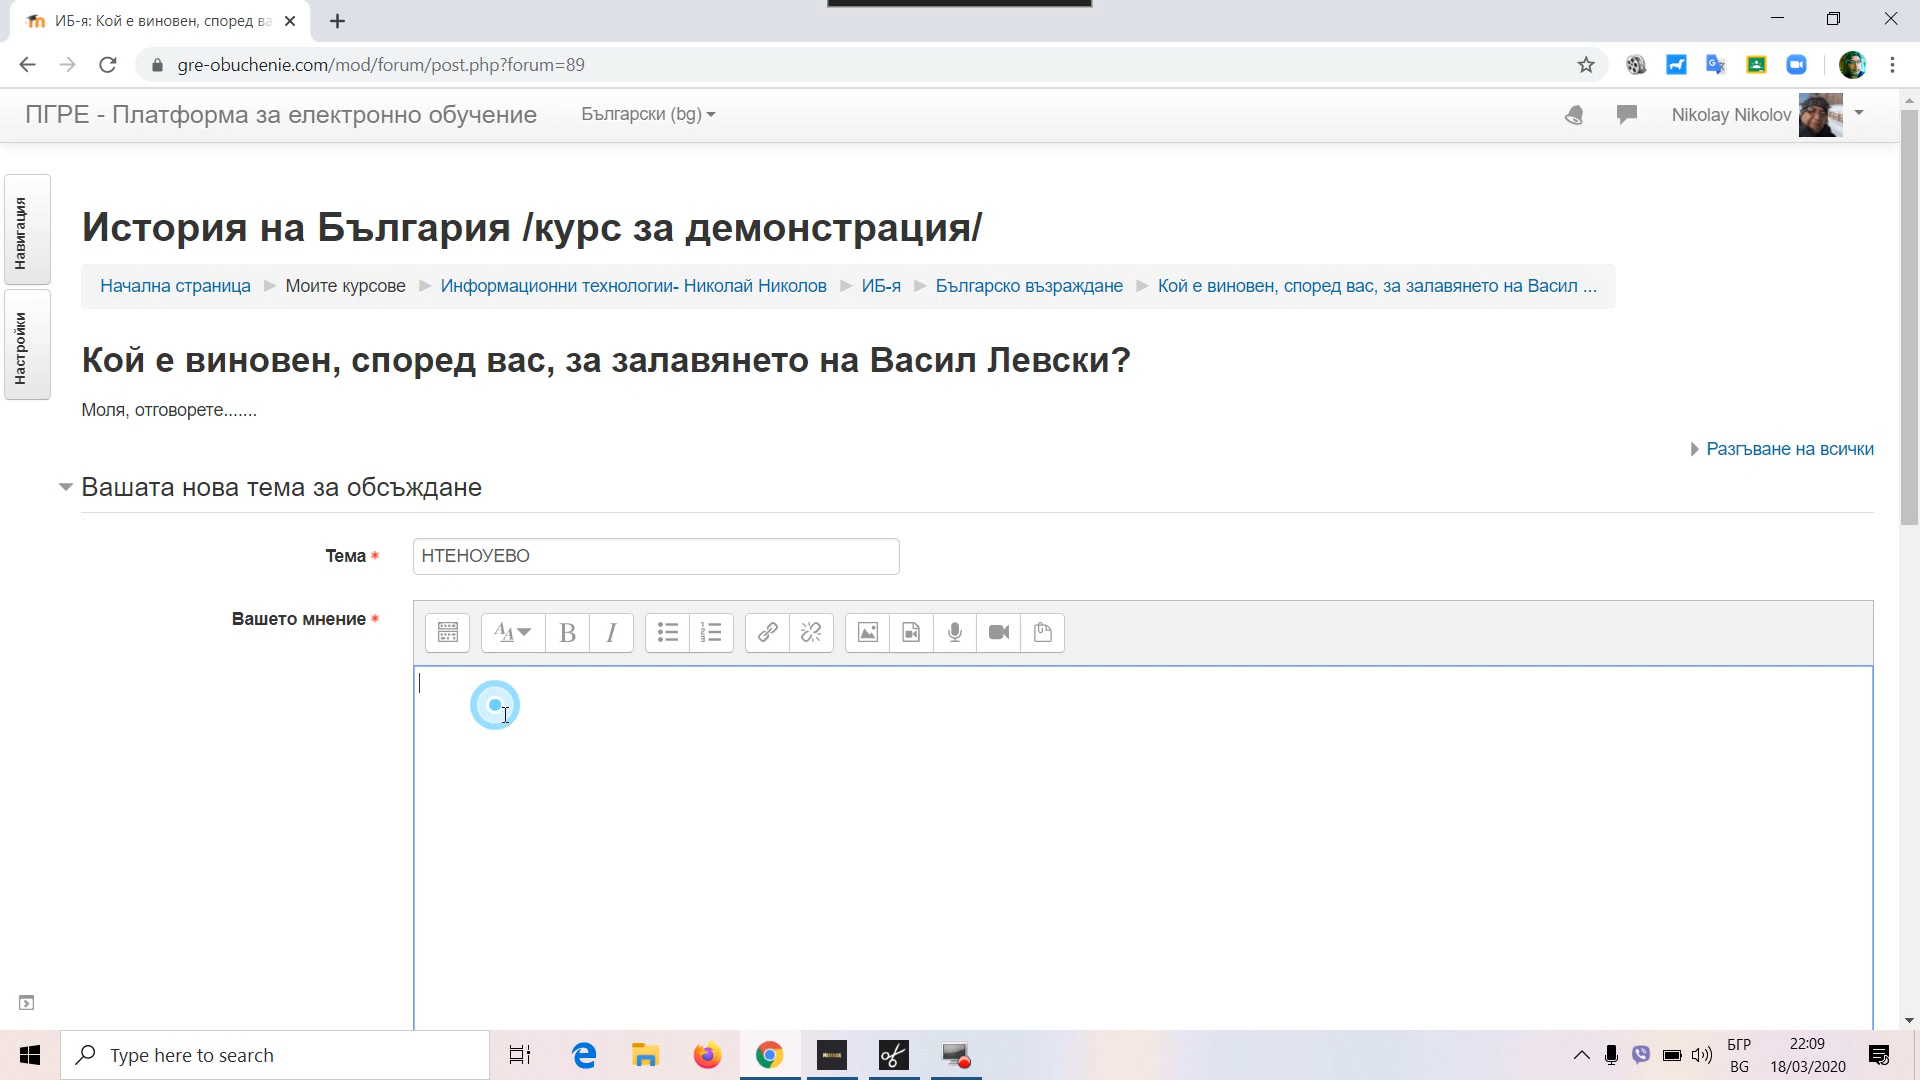 ИБ-я: Кой е виновен, според ва
gre-obuchenie.com/mod/forum/post.php?forum=89
ПГРЕ - Платформа за електронно обучение
Български (bg)
Nikolay Nikolov
Навигация
Настройки
История на България /курс за демонстрация/
Начална страница Моите курсове Информационни технологии- Николай Николов ИБ-я Българско възраждане Кой е виновен, според вас, за залавянето на Васил ...
Кой е виновен, според вас, за залавянето на Васил Левски?
Моля, отговорете.......
Разгъване на всички
Вашата нова тема за обсъждане
Тема *
НТЕНОУЕВО
Вашето мнение *
Type here to search
БГР
BG
22:09
18/03/2020